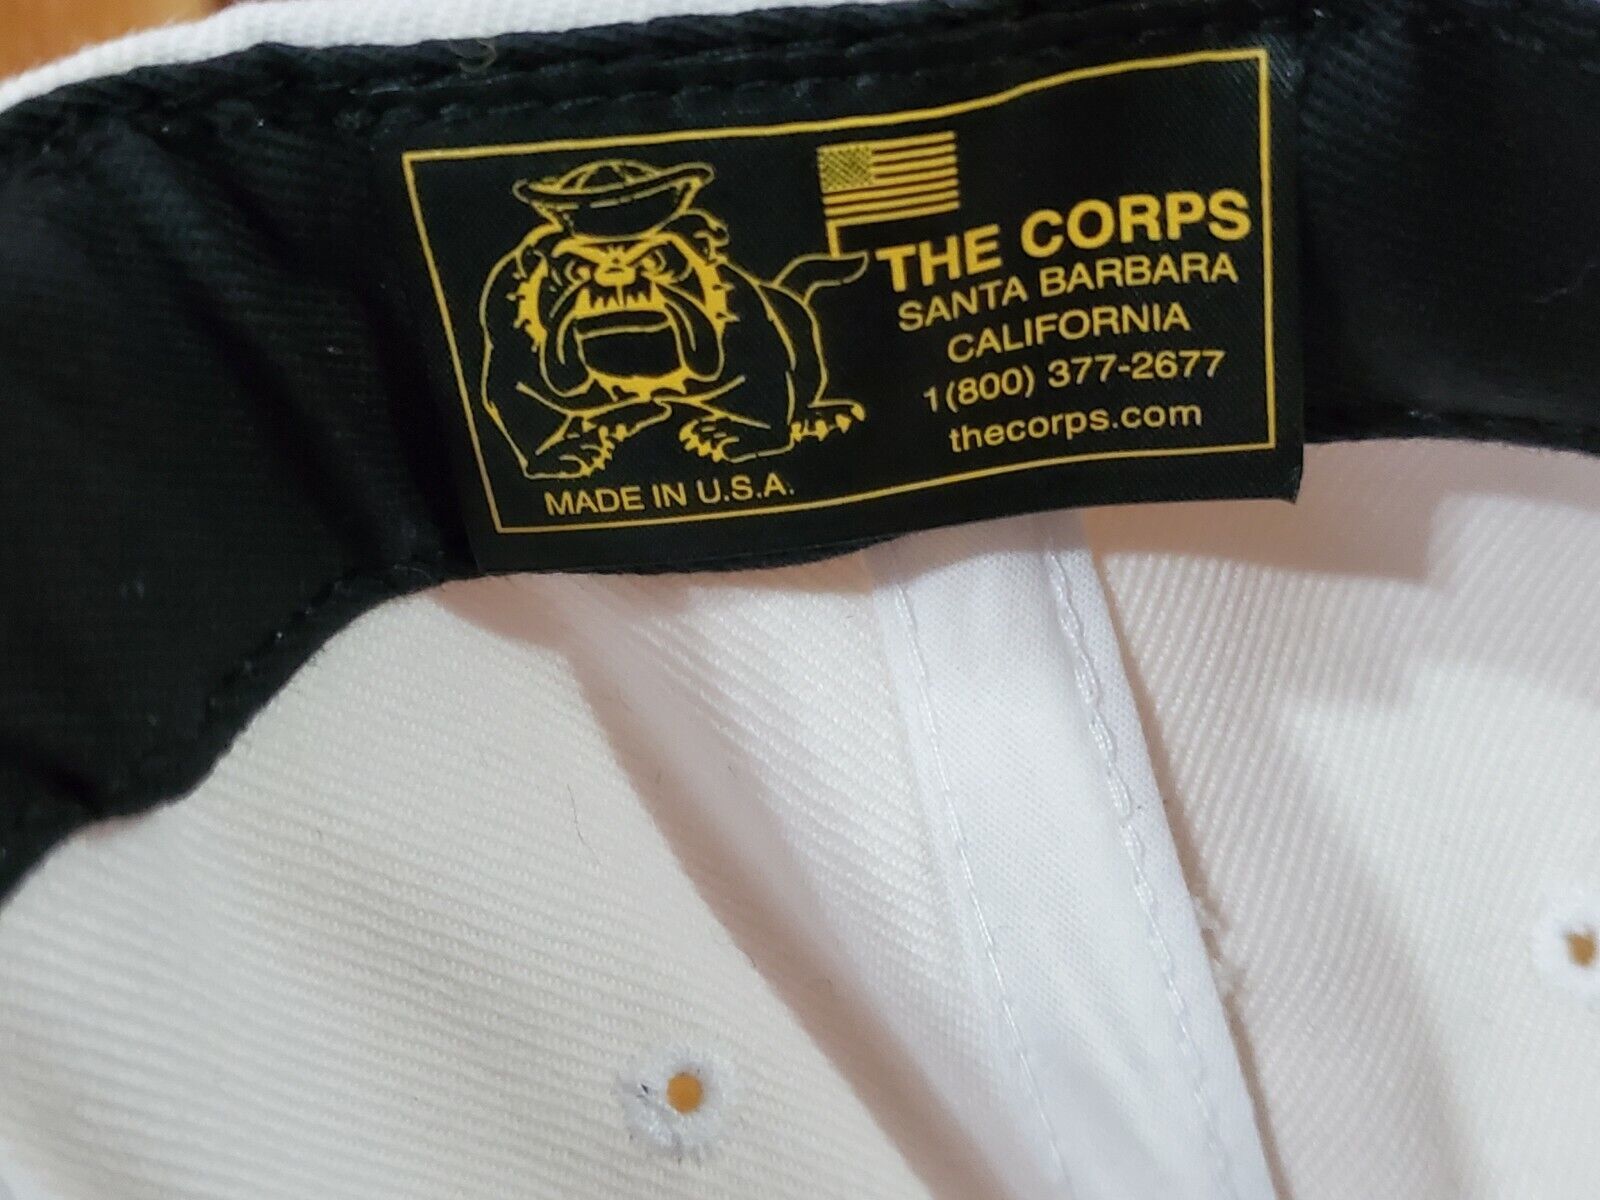 THE CORPS
SANTA BARBARA
CALIFORNIA
1(800) 377-2677
thecorps.com
MADE IN U.S.A.